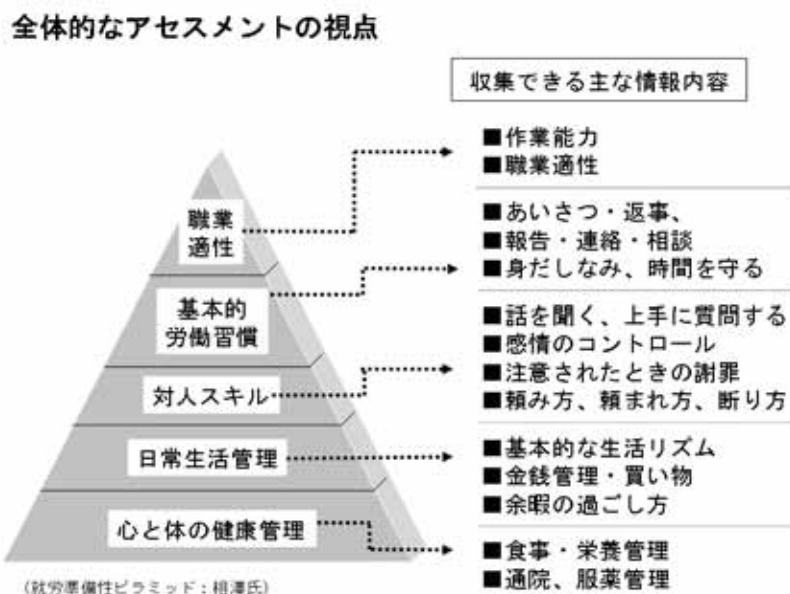 全体的なアセスメントの視点
収集できる主な情報内容
職業
適性
■作業能力
■職業適性
基本的
労働習慣
■あいさつ・返事、
■報告・連絡・相談
■身だしなみ、時間を守る
対人スキル
■話を聞く、上手に質問する
■感情のコントロール
■注意されたときの謝罪
■頼み方、頼まれ方、断り方
日常生活管理
■基本的な生活リズム
■金銭管理・買い物
■余暇の過ごし方
心と体の健康管理
■食事・栄養管理
■通院、服薬管理
(就労準備性ピラミッド:相澤氏)